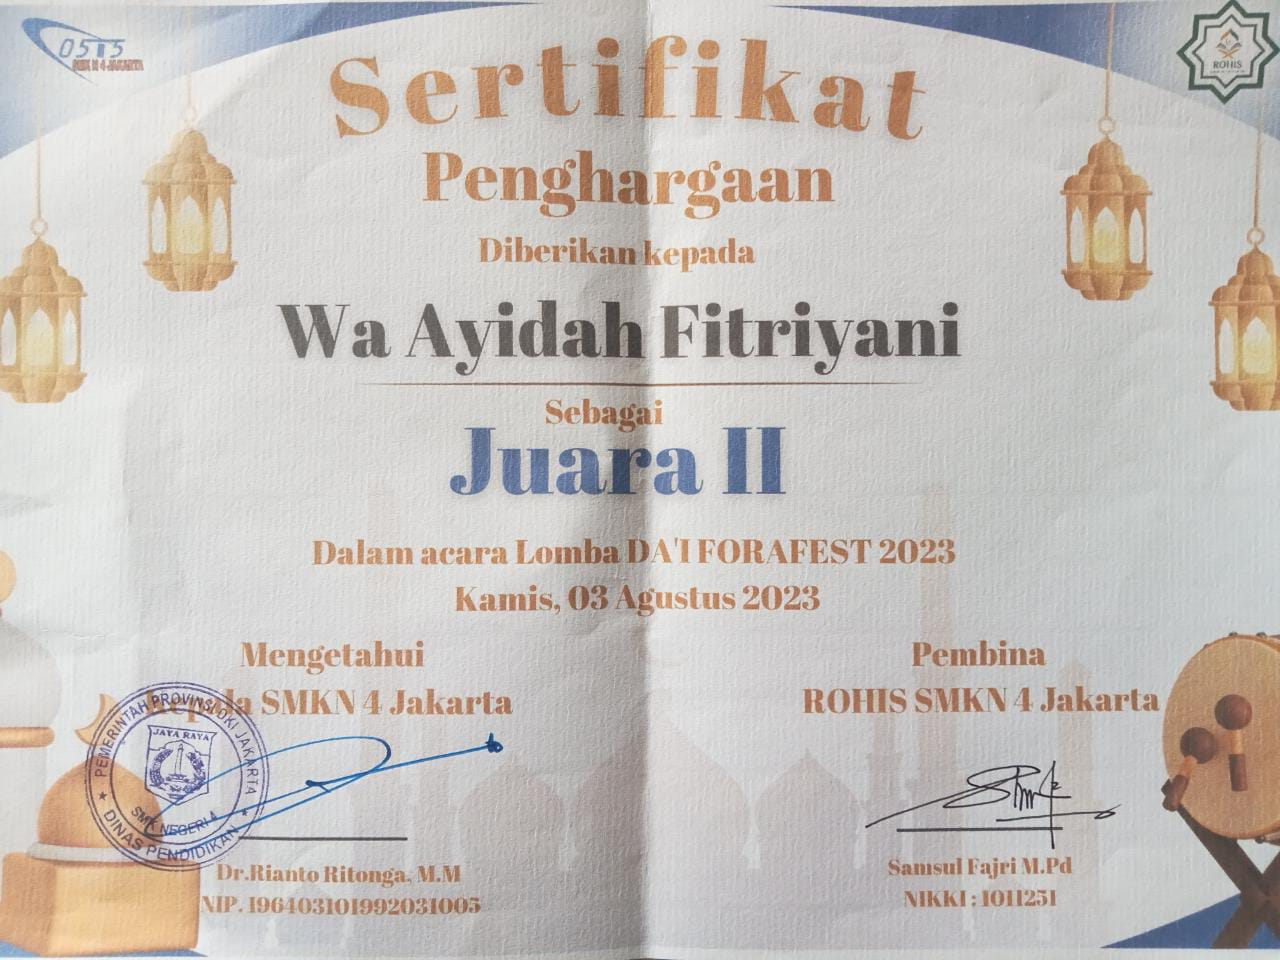 OSIS
SMK N 4 JAKARTA
ROHIS
Sertifikat
Penghargaan
Diberikan kepada
Wa Ayidah Fitriyani
Sebagai
Juara II
Dalam acara Lomba DA'I FORAFEST 2023
Kamis, 03 Agustus 2023
Mengetahui
Kepala SMKN 4 Jakarta
PEMERINTAH PROVINSI DKI JAKARTA
JAYA RAYA
SMK NEGERI 4
DINAS PENDIDIKAN
Dr.Rianto Ritonga, M.M
NIP. 196403101992031005
Pembina
ROHIS SMKN 4 Jakarta
Samsul Fajri M.Pd
NIKKI : 1011251